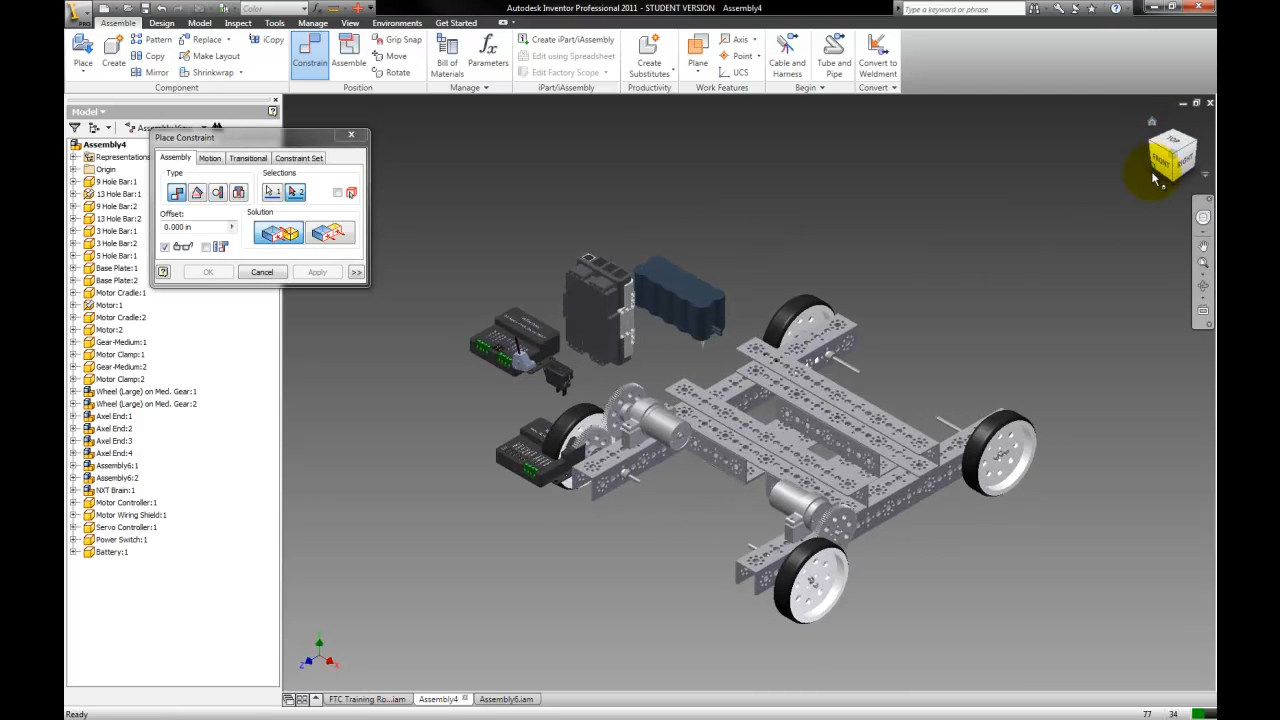 PRO
Color
Autodesk Inventor Professional 2011 - STUDENT VERSION Assembly4
Type a keyword or phrase
Assemble Design Model Inspect Tools Manage View Environments Get Started
Place
Create
Pattern
Copy
Mirror
Replace
Make Layout
Shrinkwrap
iCopy
Constrain
Assemble
Grip Snap
Move
Rotate
Bill of Materials
Parameters
Create iPart/iAssembly
Edit using Spreadsheet
Edit Factory Scope
Create Substitutes
Plane
Axis
Point
UCS
Cable and Harness
Tube and Pipe
Convert to Weldment
Component Position Manage iPart/iAssembly Productivity Work Features Begin Convert
Model
Assembly4
Representations
Origin
9 Hole Bar:1
13 Hole Bar:1
9 Hole Bar:2
13 Hole Bar:2
3 Hole Bar:1
3 Hole Bar:2
5 Hole Bar:1
Base Plate:1
Base Plate:2
Motor Cradle:1
Motor:1
Motor Cradle:2
Motor:2
Gear-Medium:1
Motor Clamp:1
Gear-Medium:2
Motor Clamp:2
Wheel (Large) on Med. Gear:1
Wheel (Large) on Med. Gear:2
Axel End:1
Axel End:2
Axel End:3
Axel End:4
Assembly6:1
Assembly6:2
NXT Brain:1
Motor Controller:1
Motor Wiring Shield:1
Servo Controller:1
Power Switch:1
Battery:1
Place Constraint
Assembly Motion Transitional Constraint Set
Type
Selections
1
2
Offset:
0.000 in
Solution
OK
Cancel
Apply
>>
TOP
FRONT
RIGHT
Y
Z
X
FTC Training Ro...iam
Assembly4
Assembly6.iam
Ready
77 34